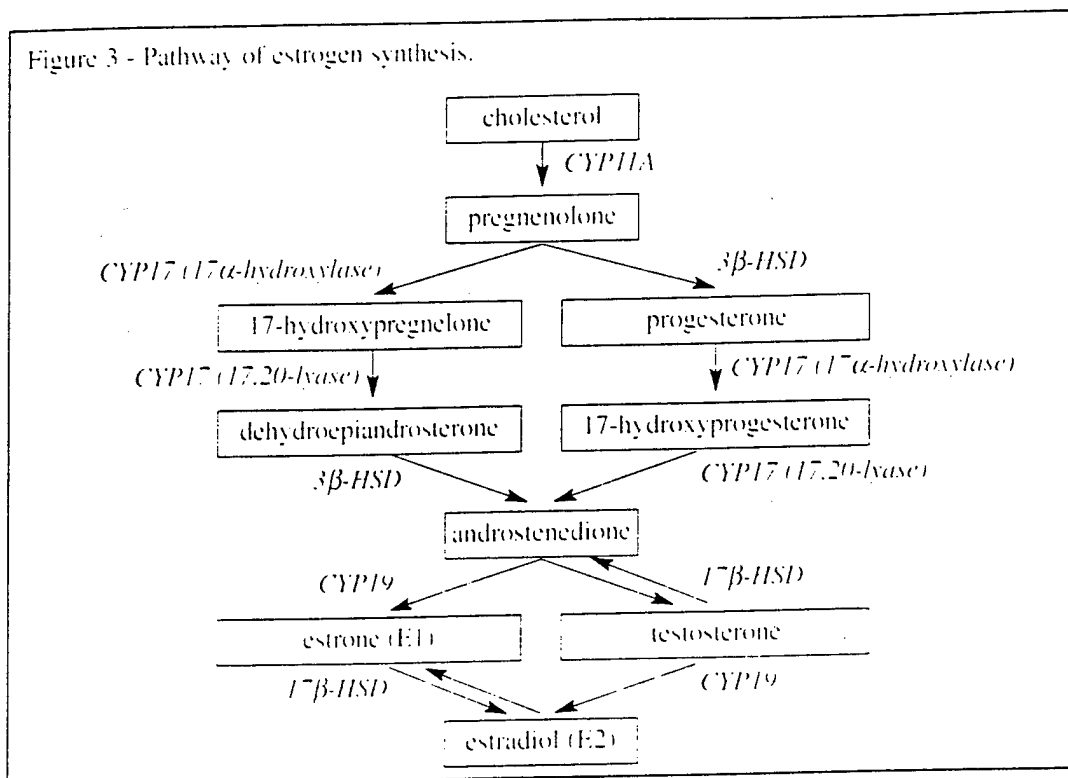 Figure 3 - Pathway of estrogen synthesis.
cholesterol
CYP11A
pregnenolone
CYP17 (17α-hydroxylase)
3β-HSD
17-hydroxypregnelone
progesterone
CYP17 (17,20-lyase)
CYP17 (17α-hydroxylase)
dehydroepiandrosterone
17-hydroxyprogesterone
3β-HSD
CYP17 (17,20-lyase)
androstenedione
CYP19
17β-HSD
estrone (E1)
testosterone
17β-HSD
CYP19
estradiol (E2)